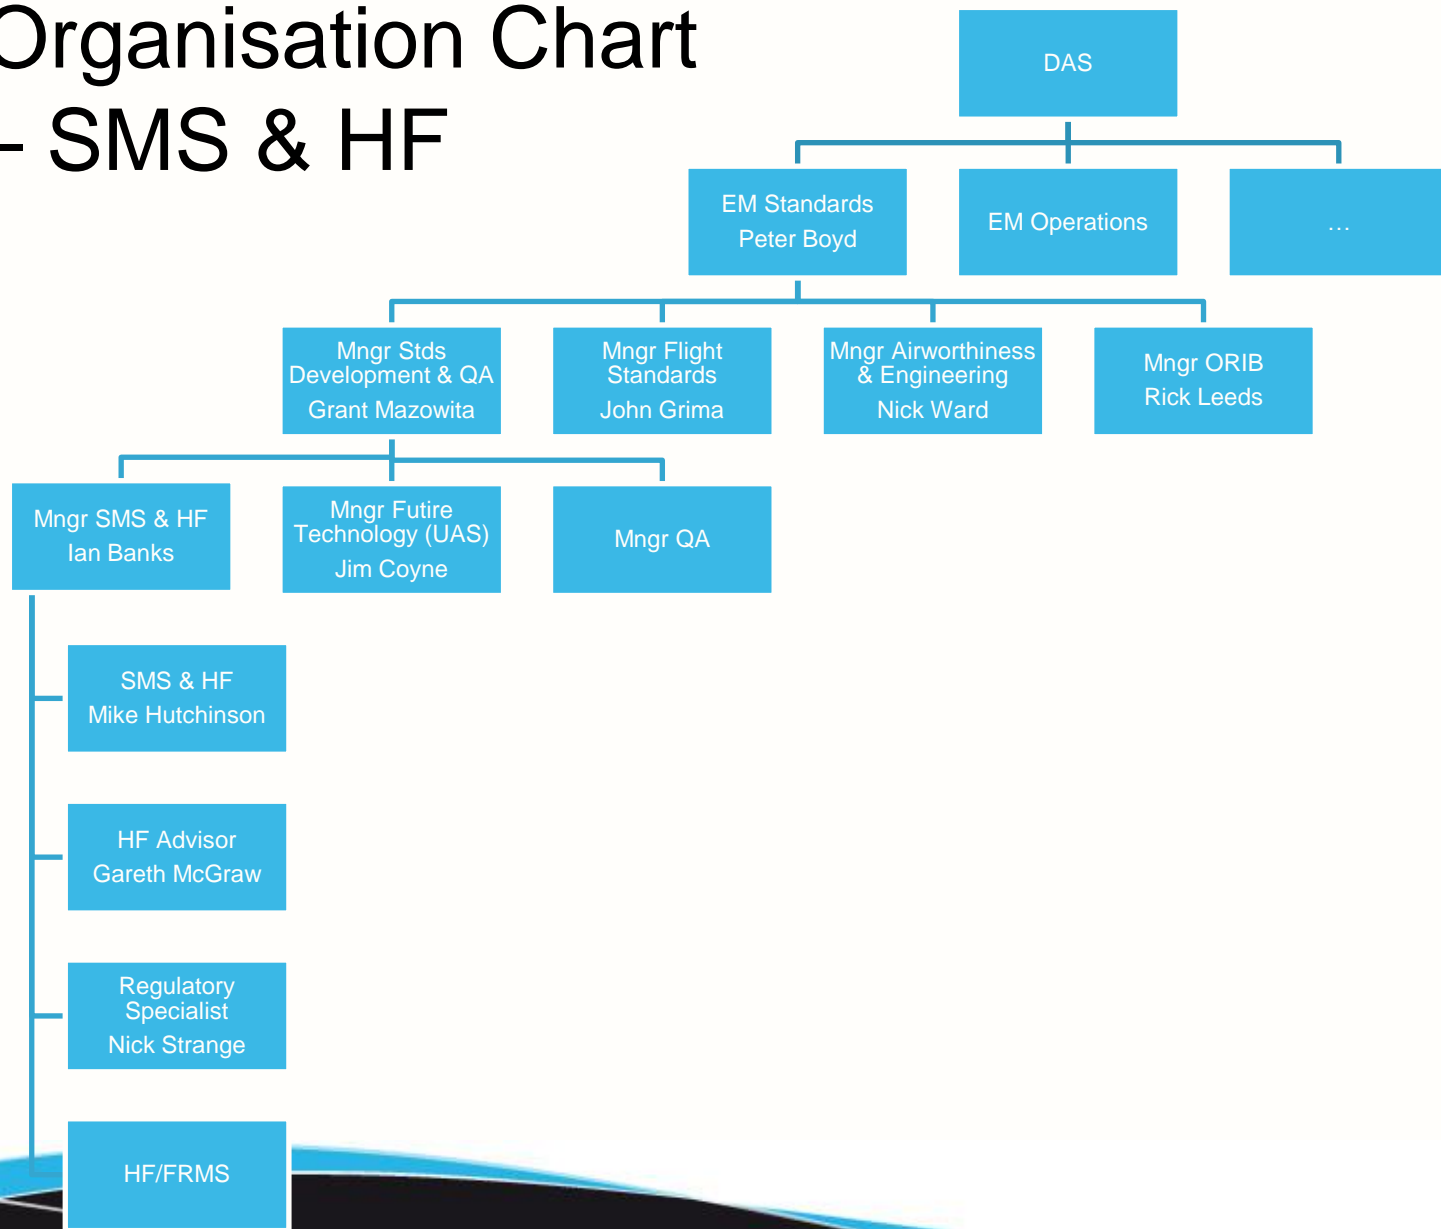 Organisation Chart
- SMS & HF
DAS
EM Standards
Peter Boyd
EM Operations
...
Mngr Stds
Development & QA
Grant Mazowita
Mngr Flight
Standards
John Grima
Mngr Airworthiness
& Engineering
Nick Ward
Mngr ORIB
Rick Leeds
Mngr SMS & HF
Ian Banks
Mngr Futire
Technology (UAS)
Jim Coyne
Mngr QA
SMS & HF
Mike Hutchinson
HF Advisor
Gareth McGraw
Regulatory
Specialist
Nick Strange
HF/FRMS